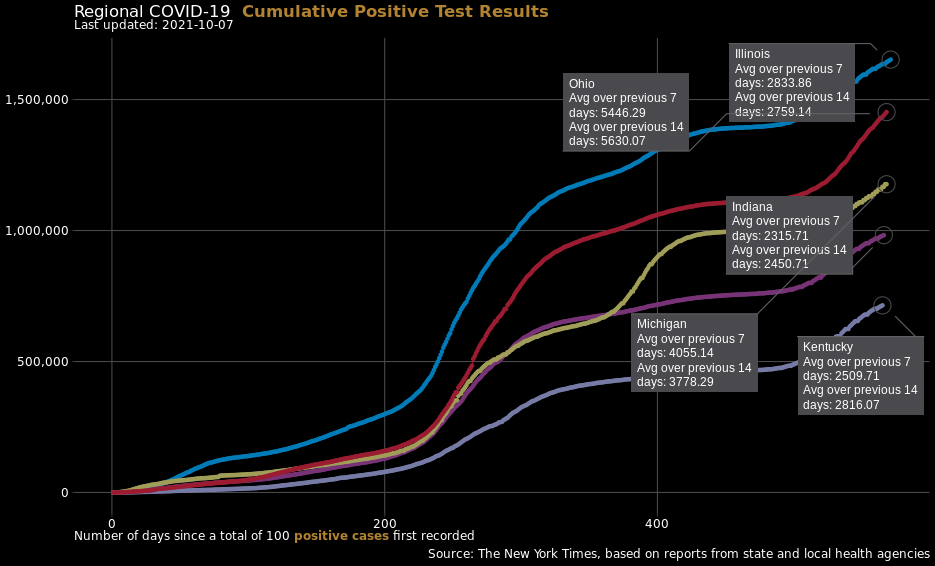 Regional COVID-19 Cumulative Positive Test Results
Last updated: 2021-10-07
Illinois
Avg over previous 7
days: 2833.86
Avg over previous 14
days: 2759.14
Ohio
Avg over previous 7
days: 5446.29
Avg over previous 14
days: 5630.07
Indiana
Avg over previous 7
days: 2315.71
Avg over previous 14
days: 2450.71
Michigan
Avg over previous 7
days: 4055.14
Avg over previous 14
days: 3778.29
Kentucky
Avg over previous 7
days: 2509.71
Avg over previous 14
days: 2816.07
1,500,000
1,000,000
500,000
0
0 200 400
Number of days since a total of 100 positive cases first recorded
Source: The New York Times, based on reports from state and local health agencies